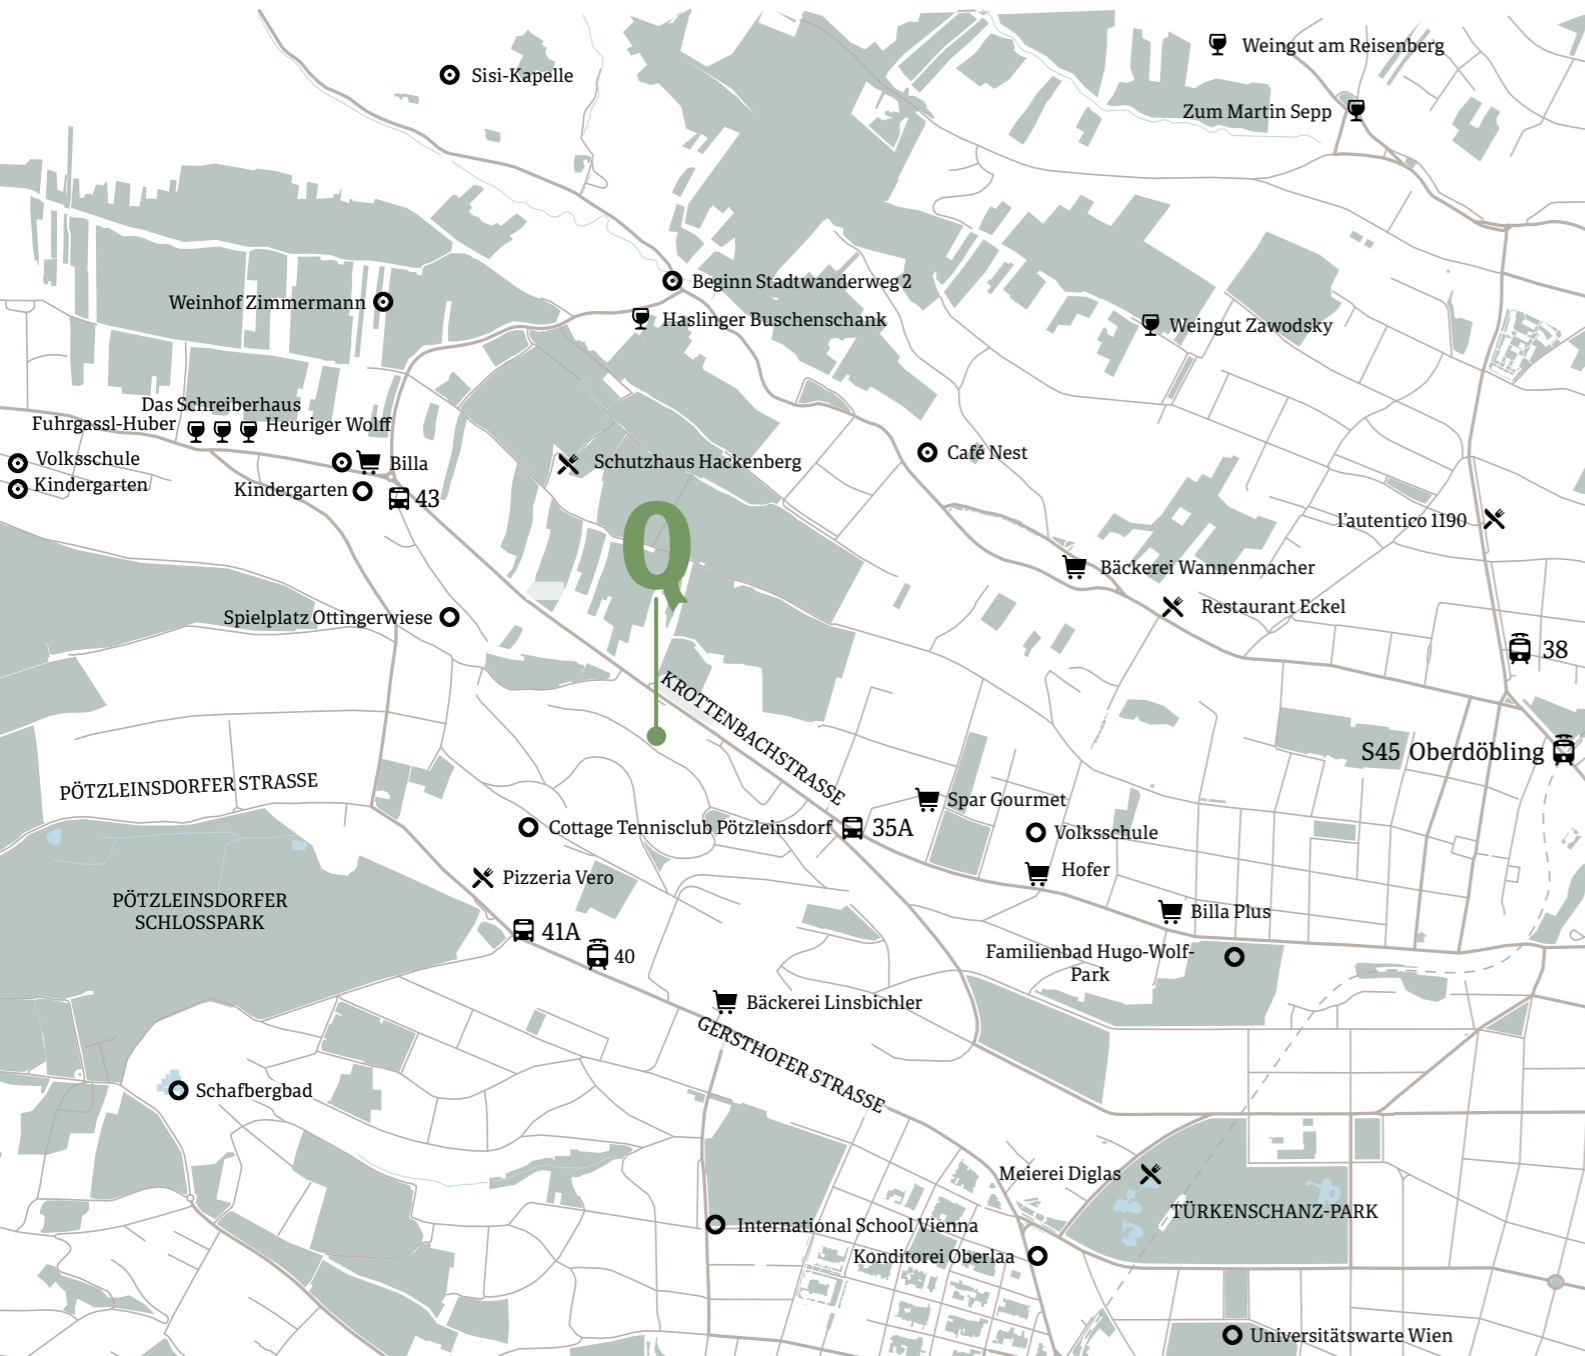 Weingut am Reisenberg
Sisi-Kapelle
Zum Martin Sepp
Beginn Stadtwanderweg 2
Weinhof Zimmermann
Haslinger Buschenschank
Weingut Zawodsky
Das Schreiberhaus
Fuhrgassl-Huber
Heuriger Wolff
Volksschule
Billa
Schutzhaus Hackenberg
Café Nest
Kindergarten
Kindergarten
43
l'autentico 1190
Q
Bäckerei Wannenmacher
Restaurant Eckel
Spielplatz Ottingerwiese
38
KROTTENBACHSTRASSE
S45 Oberdöbling
PÖTZLEINSDORFER STRASSE
Spar Gourmet
Cottage Tennisclub Pötzleinsdorf
35A
Volksschule
Hofer
Pizzeria Vero
PÖTZLEINSDORFER
SCHLOSSPARK
Billa Plus
41A
40
Familienbad Hugo-Wolf-
Park
Bäckerei Linsbichler
GERSTHOFER STRASSE
Schafbergbad
Meierei Diglas
TÜRKENSCHANZ-PARK
International School Vienna
Konditorei Oberlaa
Universitätswarte Wien